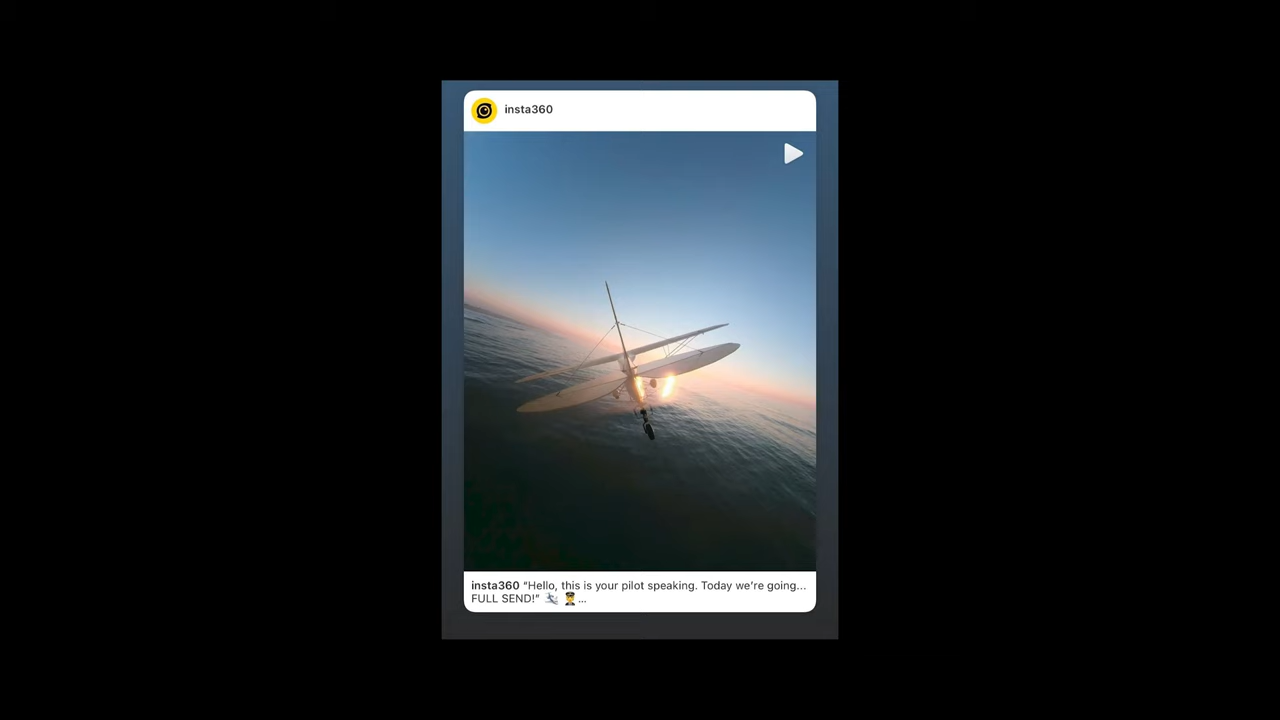 insta360
insta360 “Hello, this is your pilot speaking. Today we're going...
FULL SEND!” 🛩️ 🧑‍✈️...